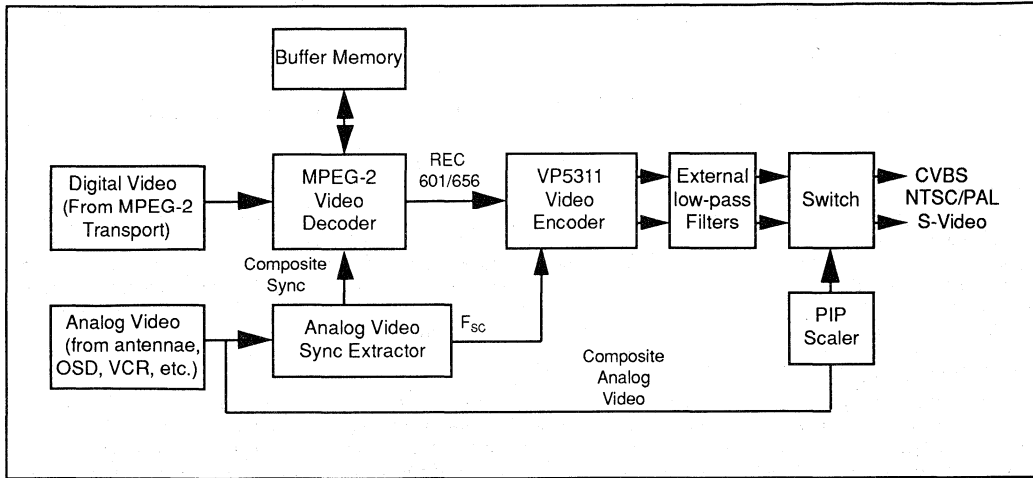 Buffer Memory
Digital Video
(From MPEG-2
Transport)
MPEG-2
Video
Decoder
REC
601/656
VP5311
Video
Encoder
External
low-pass
Filters
Switch
CVBS
NTSC/PAL
S-Video
Composite
Sync
Analog Video
(from antennae,
OSD, VCR, etc.)
Analog Video
Sync Extractor
FSC
PIP
Scaler
Composite
Analog
Video